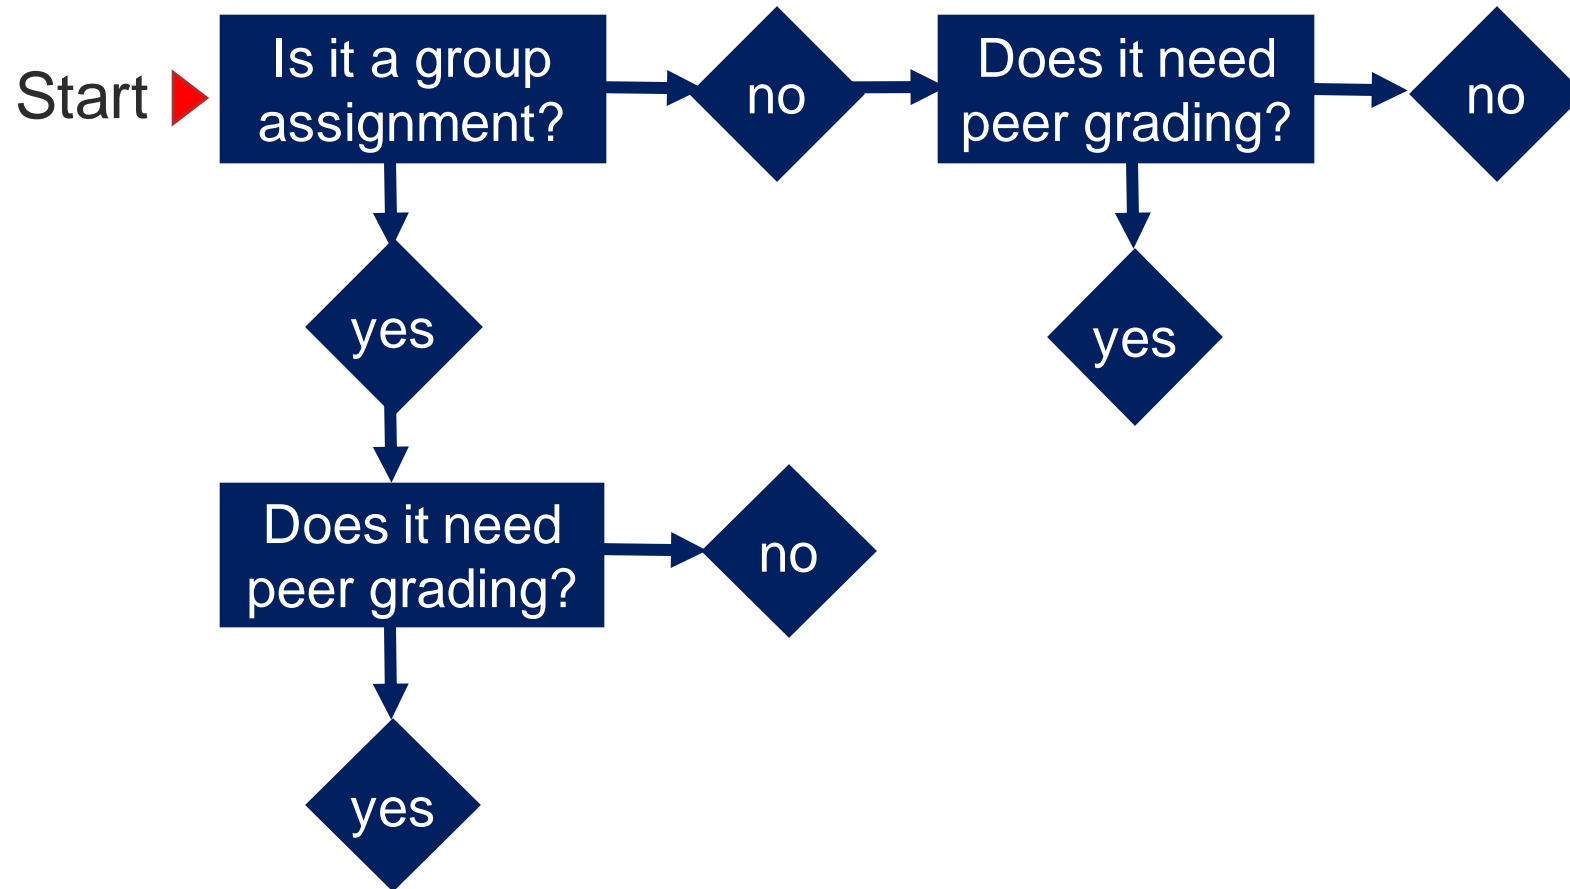 Start
Is it a group
assignment?
no
Does it need
peer grading?
no
yes
yes
Does it need
peer grading?
no
yes